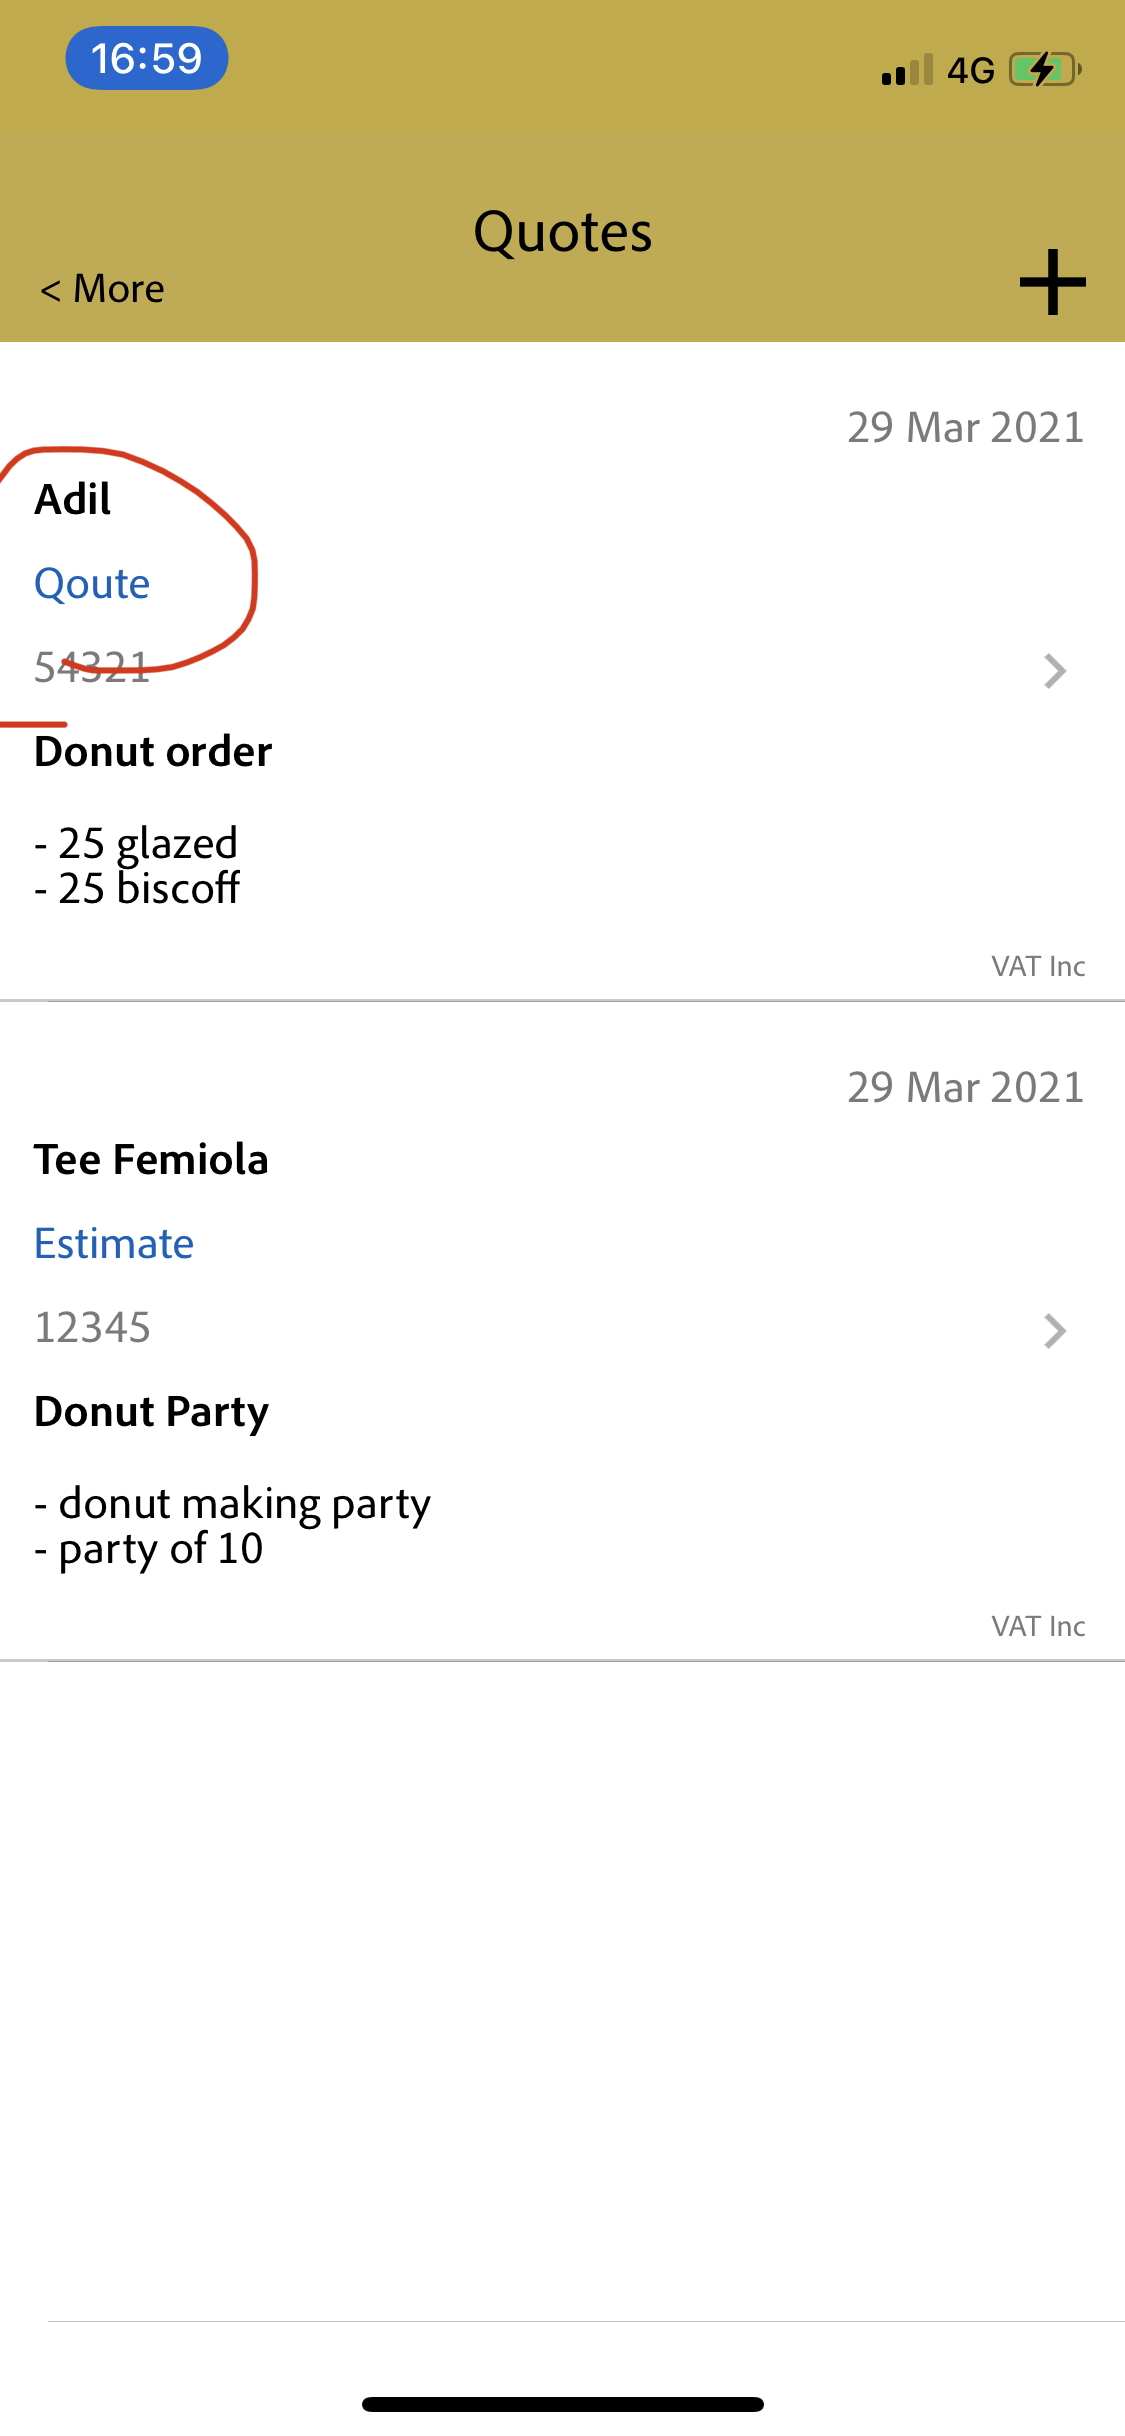 16:59
4G
Quotes
< More
+
29 Mar 2021
Adil
Qoute
54321
Donut order
- 25 glazed
- 25 biscoff
VAT Inc
29 Mar 2021
Tee Femiola
Estimate
12345
Donut Party
- donut making party
- party of 10
VAT Inc